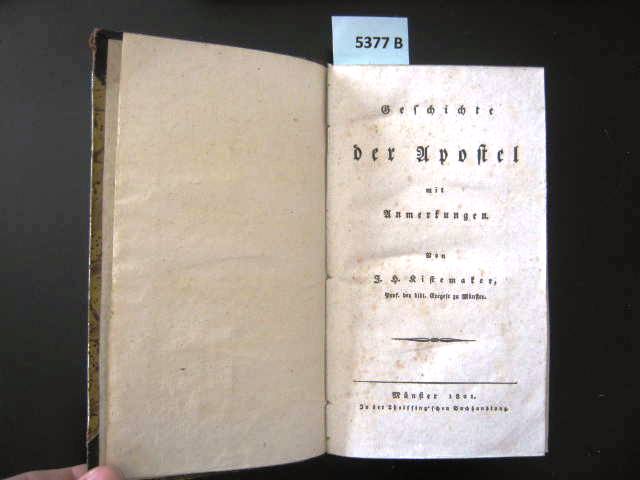 5377 B
Geschichte
der Apostel
mit
Anmerkungen.
Von
J. H. Kistemaker,
Prof. der bibl. Exegese zu Münster.
Münster 1821.
In der Theissing'schen Buchhandlung.